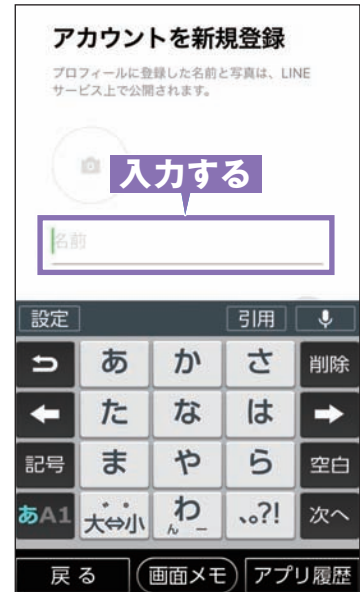 アカウントを新規登録
プロフィールに登録した名前と写真は、LINE
サービス上で公開されます。
入力する
名前
設定 引用
あ か さ 削除
た な は
記号 ま や ら 空白
あA1 大⇔小 わ 、。?! 次へ
ん ー
戻る 画面メモ アプリ履歴